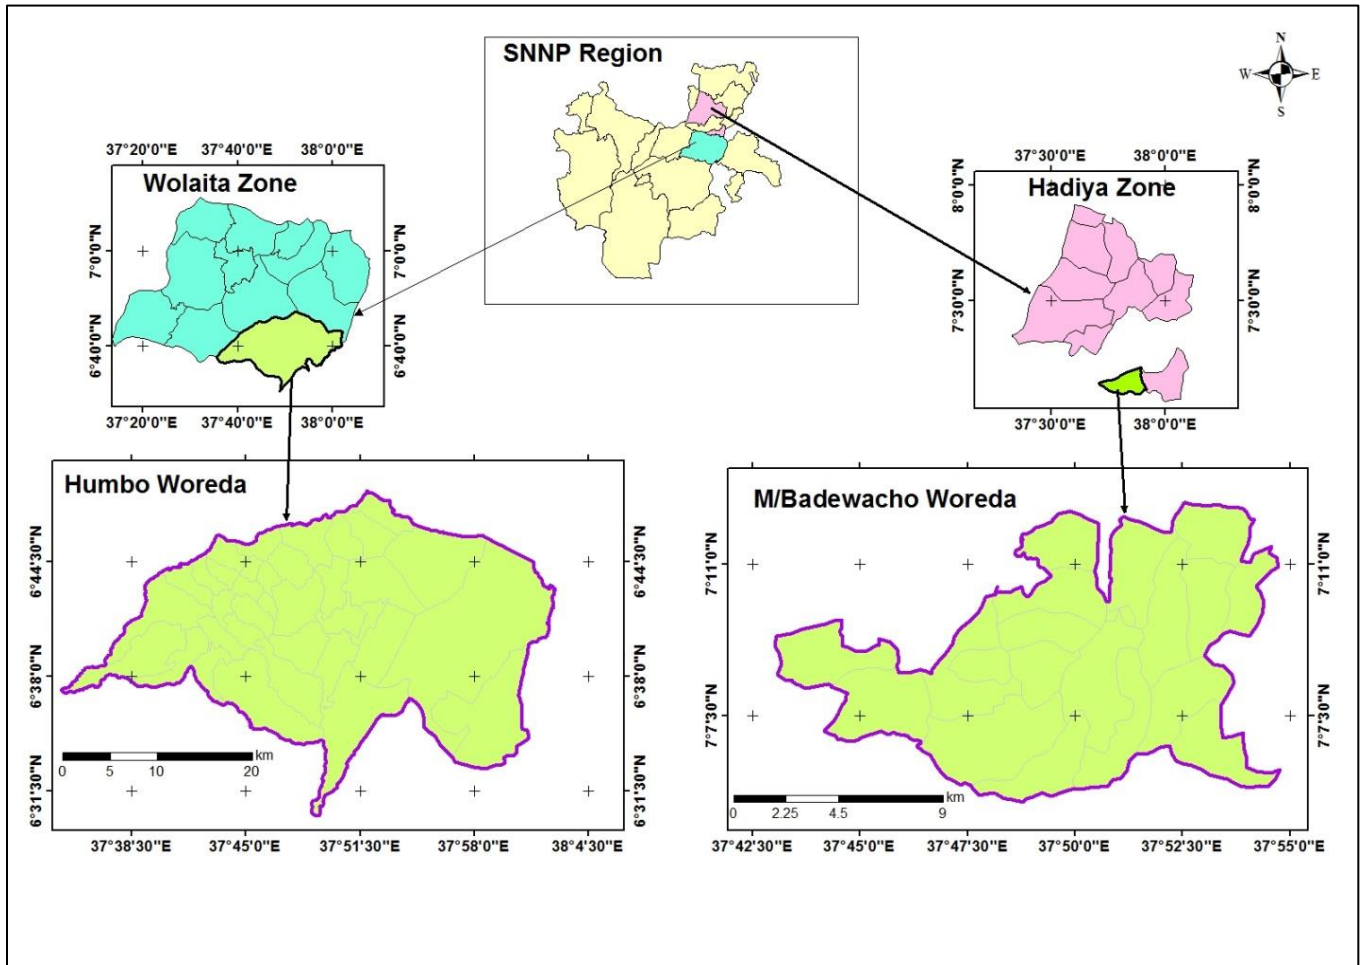 SNNP Region
N
W
E
S
37°20'0"E 37°40'0"E 38°0'0"E
Wolaita Zone
7°0'0"N
7°0'0"N
6°40'0"N
6°40'0"N
37°20'0"E 37°40'0"E 38°0'0"E
37°30'0"E 38°0'0"E
Hadiya Zone
8°0'0"N
8°0'0"N
7°30'0"N
7°30'0"N
37°30'0"E 38°0'0"E
Humbo Woreda
6°44'30"N
6°44'30"N
6°38'0"N
6°38'0"N
6°31'30"N
6°31'30"N
km
0 5 10 20
37°38'30"E 37°45'0"E 37°51'30"E 37°58'0"E 38°4'30"E
M/Badewacho Woreda
7°11'0"N
7°11'0"N
7°7'30"N
7°7'30"N
km
0 2.25 4.5 9
37°42'30"E 37°45'0"E 37°47'30"E 37°50'0"E 37°52'30"E 37°55'0"E